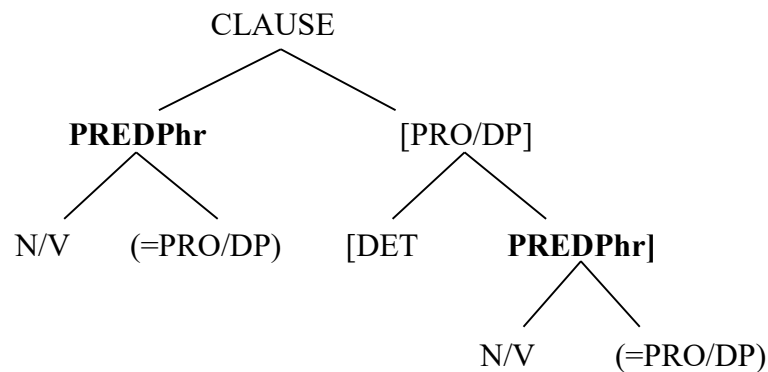 CLAUSE
PREDPhr [PRO/DP]
N/V (=PRO/DP) [DET PREDPhr]
N/V (=PRO/DP)